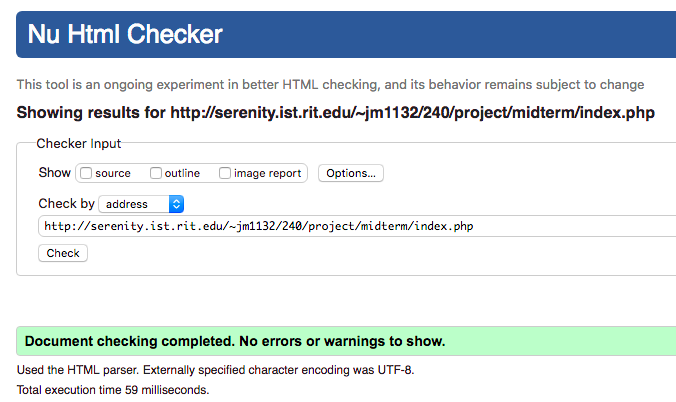 Nu Html Checker
This tool is an ongoing experiment in better HTML checking, and its behavior remains subject to change
Showing results for http://serenity.ist.rit.edu/~jm1132/240/project/midterm/index.php
Checker Input
Show source outline image report Options...
Check by address
http://serenity.ist.rit.edu/~jm1132/240/project/midterm/index.php
Check
Document checking completed. No errors or warnings to show.
Used the HTML parser. Externally specified character encoding was UTF-8.
Total execution time 59 milliseconds.